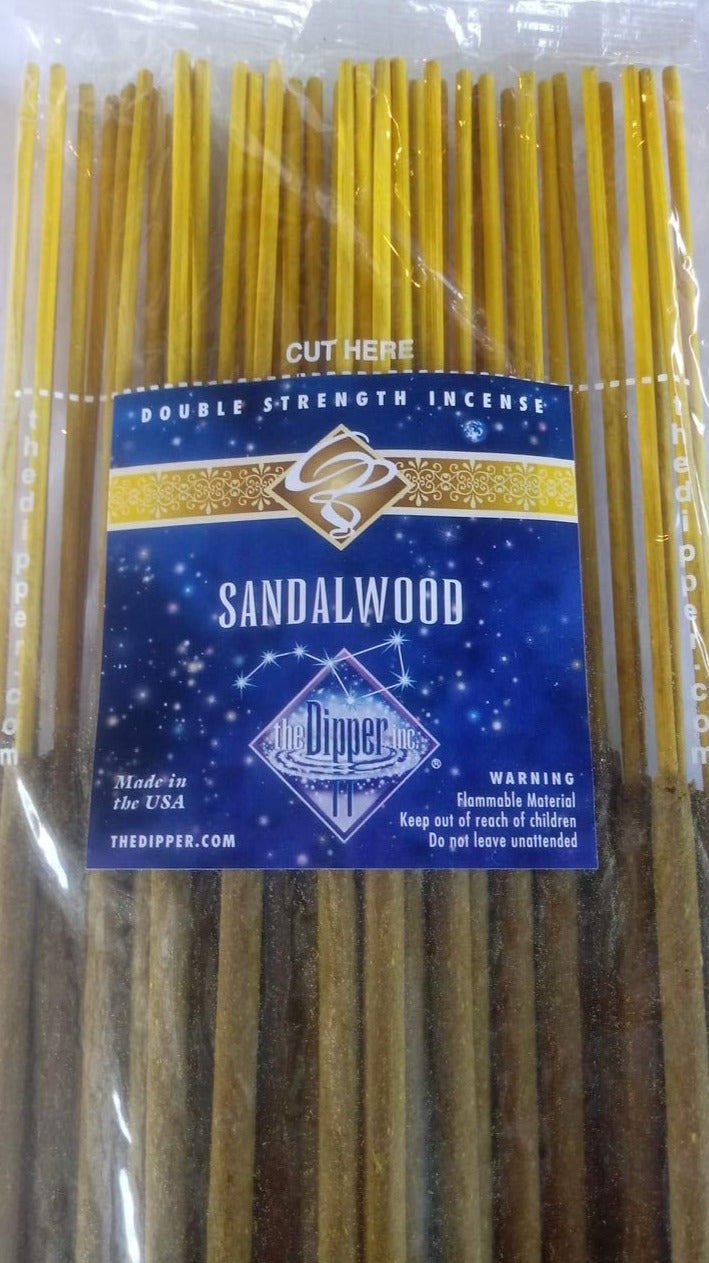 CUT HERE
DOUBLE STRENGTH INCENSE
SANDALWOOD
the Dipper inc.
®
Made in
the USA
THEDIPPER.COM
WARNING
Flammable Material
Keep out of reach of children
Do not leave unattended
thedipper.com
thedipper.com